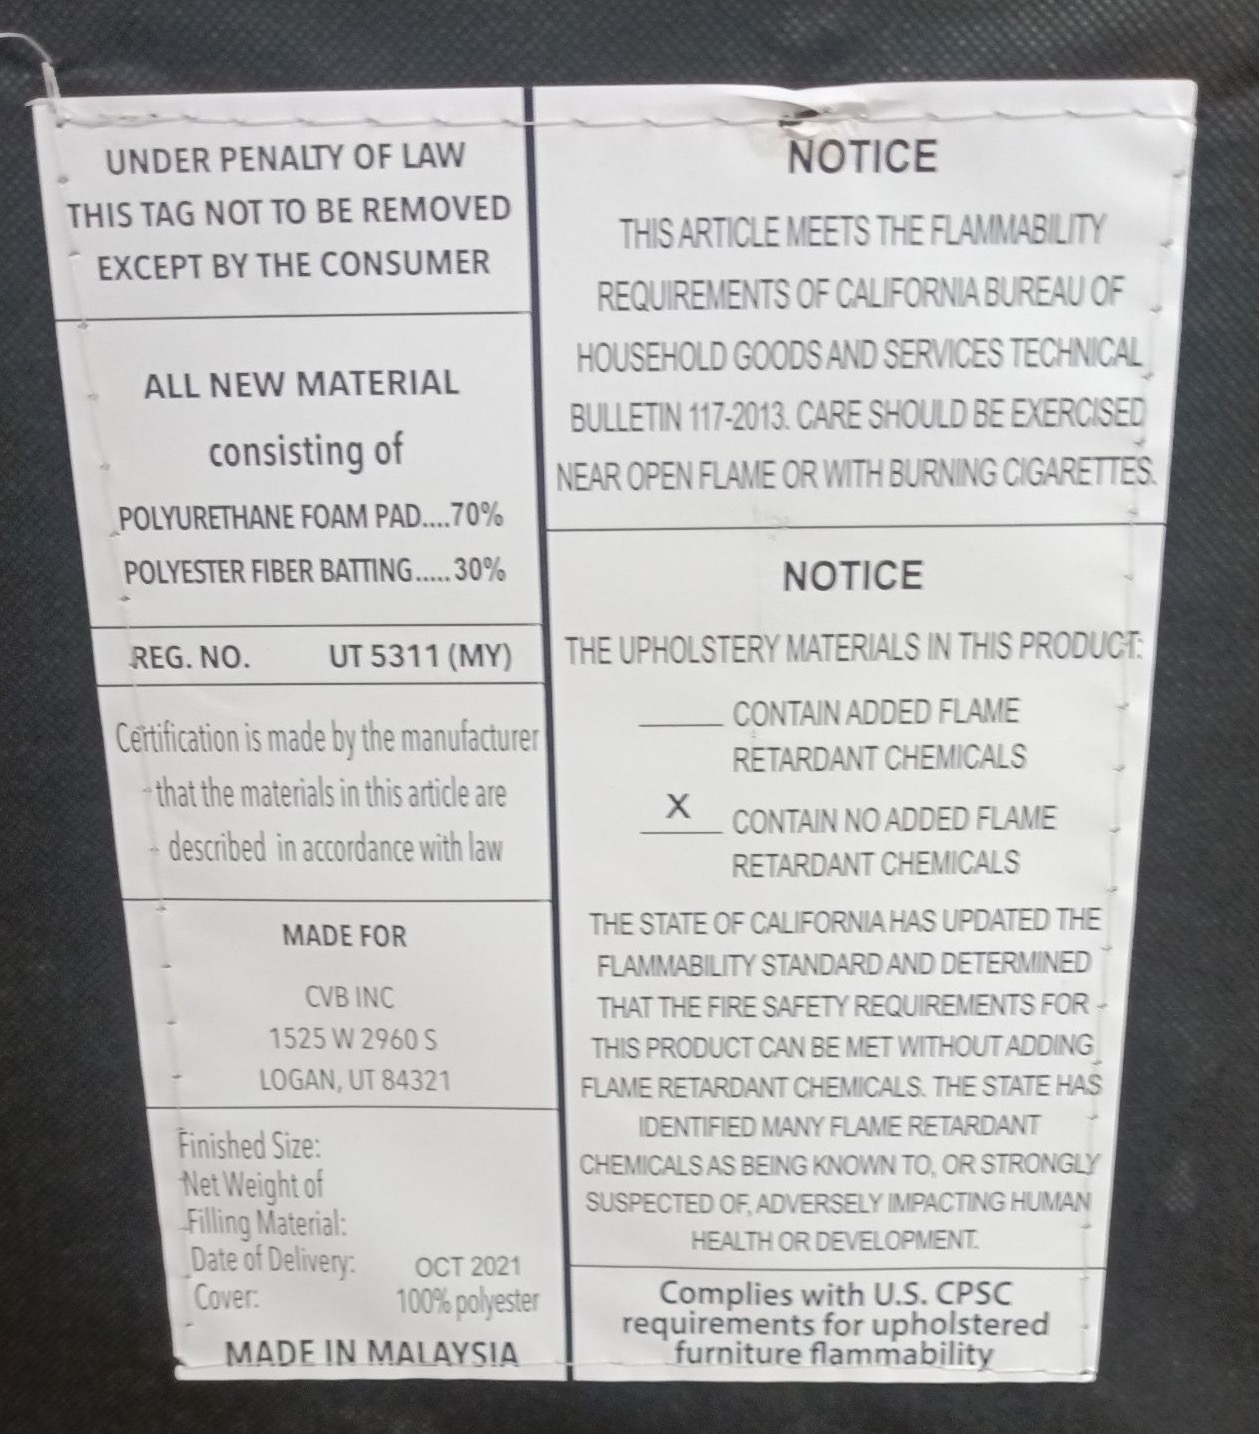 UNDER PENALTY OF LAW
THIS TAG NOT TO BE REMOVED
EXCEPT BY THE CONSUMER
ALL NEW MATERIAL
consisting of
POLYURETHANE FOAM PAD....70%
POLYESTER FIBER BATTING.....30%
REG. NO. UT 5311 (MY)
Certification is made by the manufacturer
that the materials in this article are
described in accordance with law
MADE FOR
CVB INC
1525 W 2960 S
LOGAN, UT 84321
Finished Size:
Net Weight of
Filling Material:
Date of Delivery: OCT 2021
Cover: 100% polyester
MADE IN MALAYSIA
NOTICE
THIS ARTICLE MEETS THE FLAMMABILITY
REQUIREMENTS OF CALIFORNIA BUREAU OF
HOUSEHOLD GOODS AND SERVICES TECHNICAL
BULLETIN 117-2013. CARE SHOULD BE EXERCISED
NEAR OPEN FLAME OR WITH BURNING CIGARETTES.
NOTICE
THE UPHOLSTERY MATERIALS IN THIS PRODUCT:
_____ CONTAIN ADDED FLAME
RETARDANT CHEMICALS
X CONTAIN NO ADDED FLAME
RETARDANT CHEMICALS
THE STATE OF CALIFORNIA HAS UPDATED THE
FLAMMABILITY STANDARD AND DETERMINED
THAT THE FIRE SAFETY REQUIREMENTS FOR
THIS PRODUCT CAN BE MET WITHOUT ADDING
FLAME RETARDANT CHEMICALS. THE STATE HAS
IDENTIFIED MANY FLAME RETARDANT
CHEMICALS AS BEING KNOWN TO, OR STRONGLY
SUSPECTED OF, ADVERSELY IMPACTING HUMAN
HEALTH OR DEVELOPMENT.
Complies with U.S. CPSC
requirements for upholstered
furniture flammability